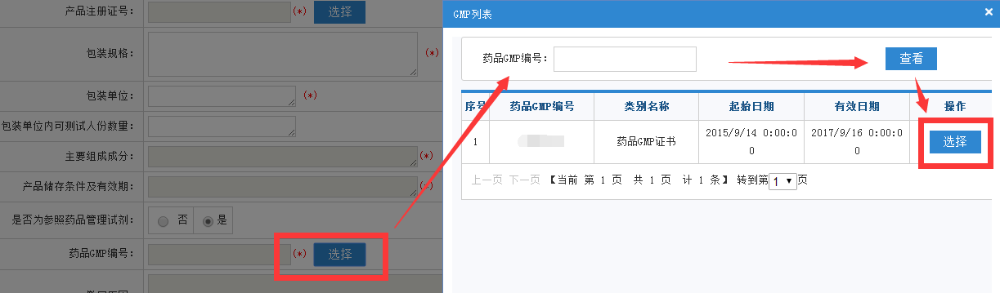 产品注册证号: (*) 选择
包装规格: (*)
包装单位: (*)
包装单位内可测试人份数量:
主要组成成分: (*)
产品储存条件及有效期: (*)
是否为参照药品管理试剂: 否 是
药品GMP编号: (*) 选择
GMP列表 ×
药品GMP编号: 查看
序号 药品GMP编号 类别名称 起始日期 有效日期 操作
1 药品GMP证书 2015/9/14 0:00:0 2017/9/16 0:00:0 选择
0 0
上一页 下一页 【当前 第 1 页 共 1 页 计 1 条】 转到第 1 页